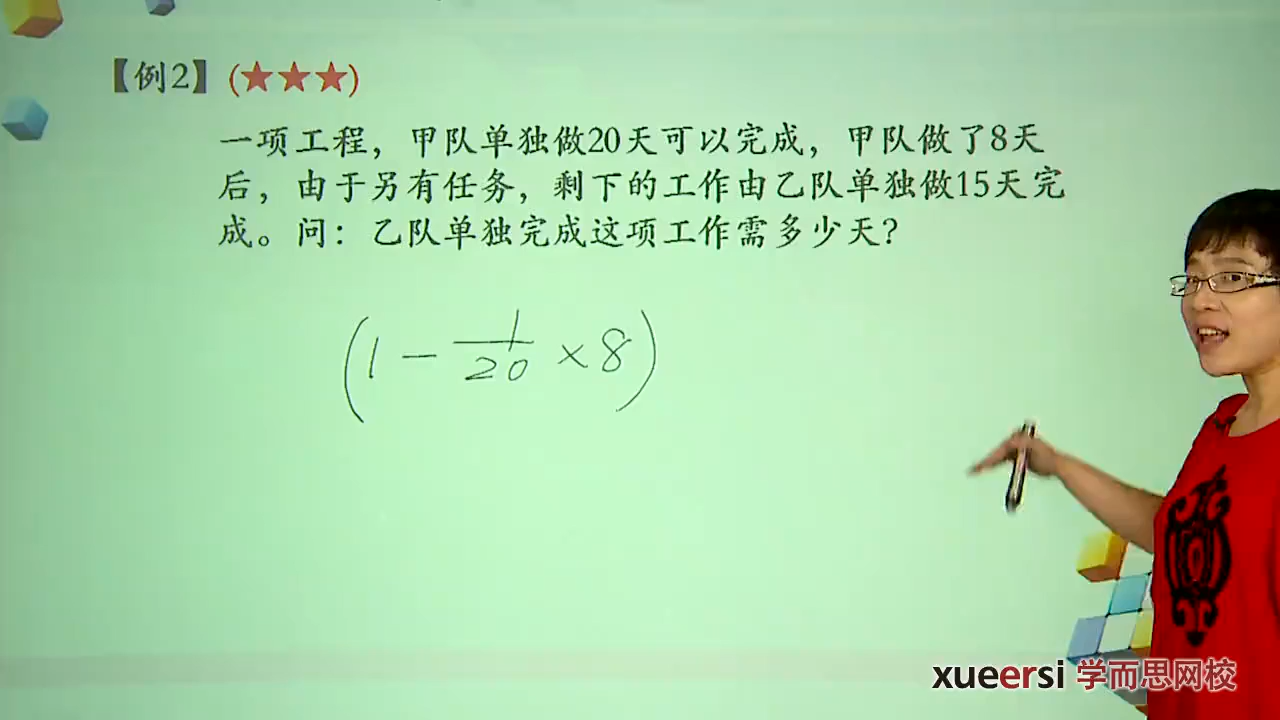 【例2】(★★★)
一项工程，甲队单独做20天可以完成，甲队做了8天
后，由于另有任务，剩下的工作由乙队单独做15天完
成。问：乙队单独完成这项工作需多少天？
(1 - 1/20 × 8)
xueersi 学而思网校